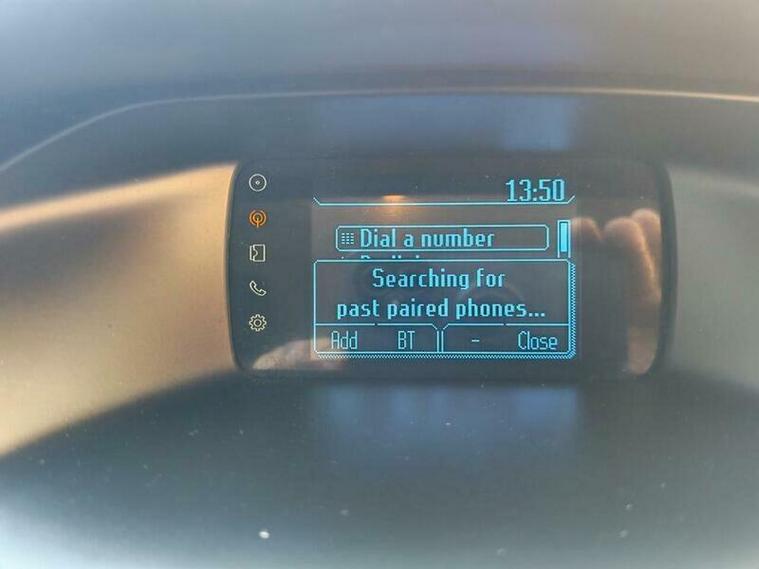 13:50
Dial a number
Searching for
past paired phones...
Add BT - Close